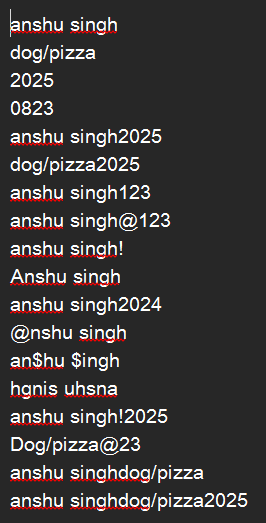 anshu singh
dog/pizza
2025
0823
anshu singh2025
dog/pizza2025
anshu singh123
anshu singh@123
anshu singh!
Anshu singh
anshu singh2024
@nshu singh
an$hu $ingh
hgnis uhsna
anshu singh!2025
Dog/pizza@23
anshu singhdog/pizza
anshu singhdog/pizza2025